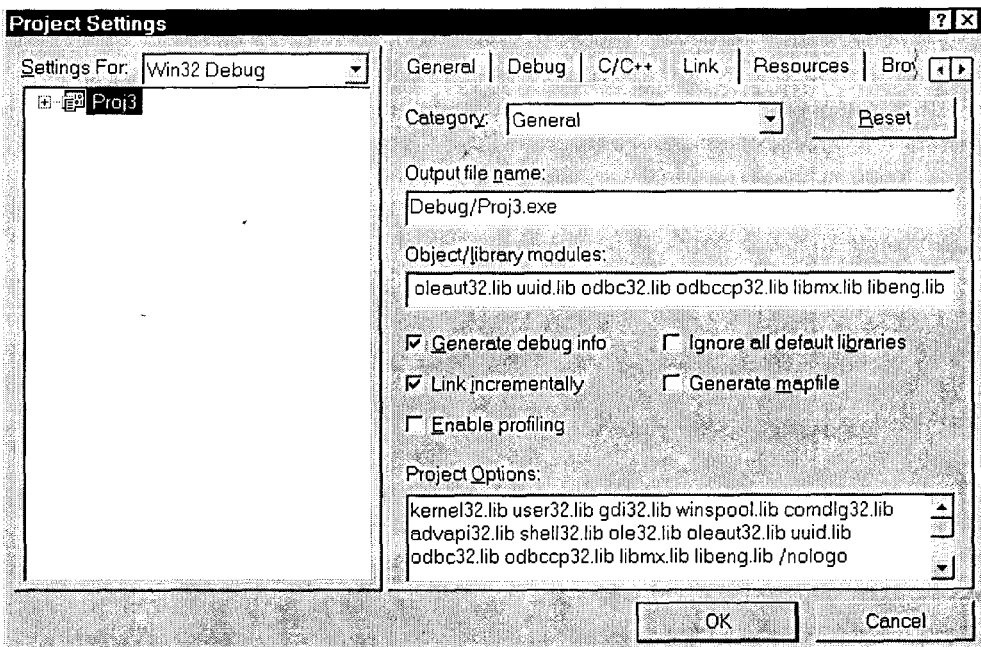 Project Settings
Settings For: Win32 Debug
Proj3
General Debug C/C++ Link Resources
Category: General Reset
Output file name:
Debug/Proj3.exe
Object/library modules:
oleaut32.lib uuid.lib odbc32.lib odbccp32.lib libmx.lib libeng.lib
Generate debug info Ignore all default libraries
Link incrementally Generate mapfile
Enable profiling
Project Options:
kernel32.lib user32.lib gdi32.lib winspool.lib comdlg32.lib
advapi32.lib shell32.lib ole32.lib oleaut32.lib uuid.lib
odbc32.lib odbccp32.lib libmx.lib libeng.lib /nologo
OK Cancel